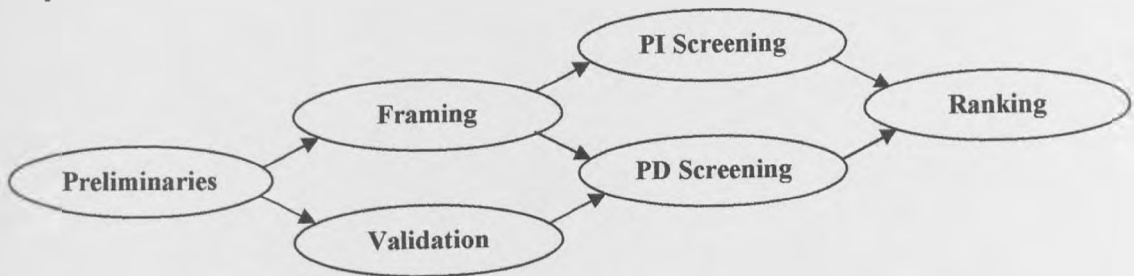 PI Screening
Framing
Ranking
Preliminaries
PD Screening
Validation